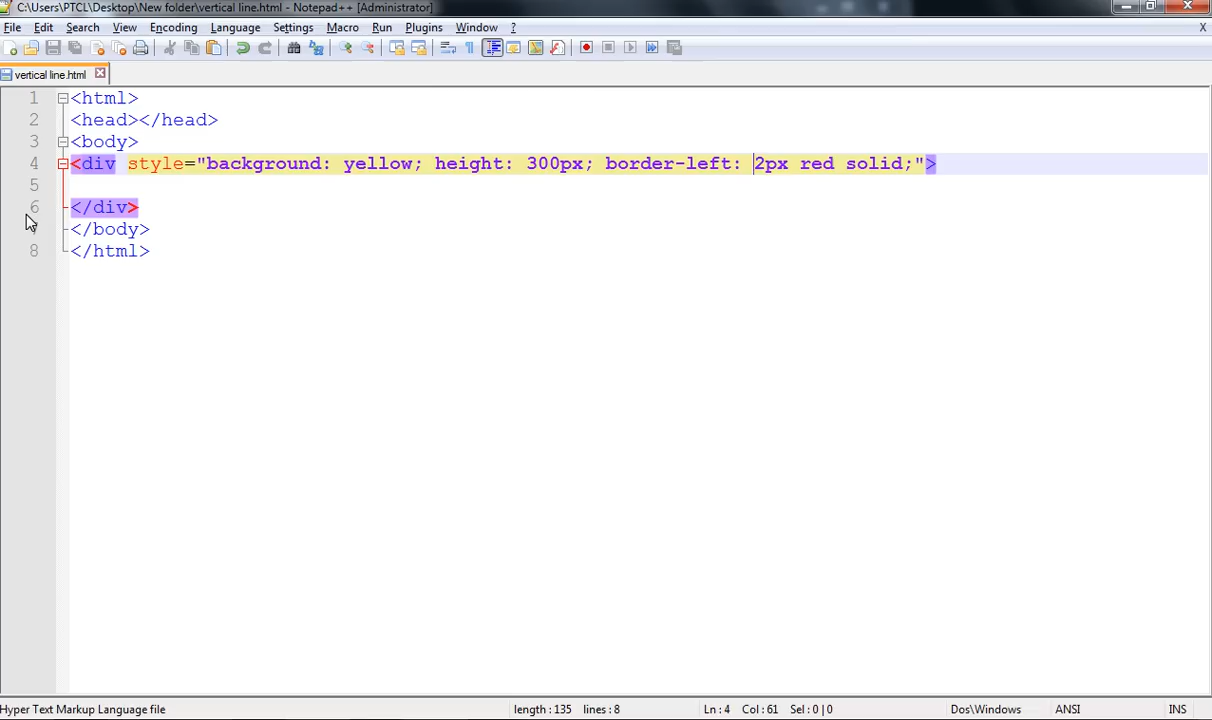 C:\Users\PTCL\Desktop\New folder\vertical line.html - Notepad++ [Administrator]
File Edit Search View Encoding Language Settings Macro Run Plugins Window ? X
vertical line.html
1 <html>
2 <head></head>
3 <body>
4 <div style="background: yellow; height: 300px; border-left: 2px red solid;">
5
6 </div>
</body>
8 </html>
Hyper Text Markup Language file length : 135 lines : 8 Ln : 4 Col : 61 Sel : 0 | 0 Dos\Windows ANSI INS